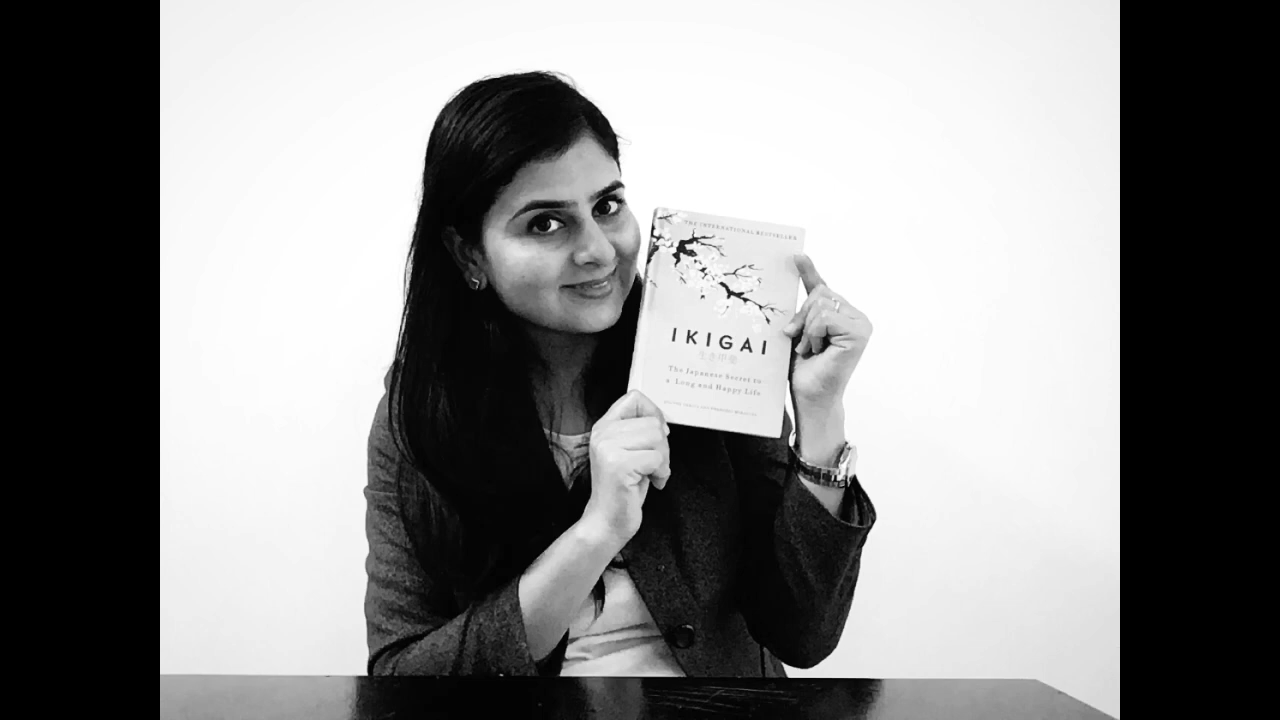 THE INTERNATIONAL BESTSELLER
IKIGAI
生き甲斐
The Japanese Secret to
a Long and Happy Life